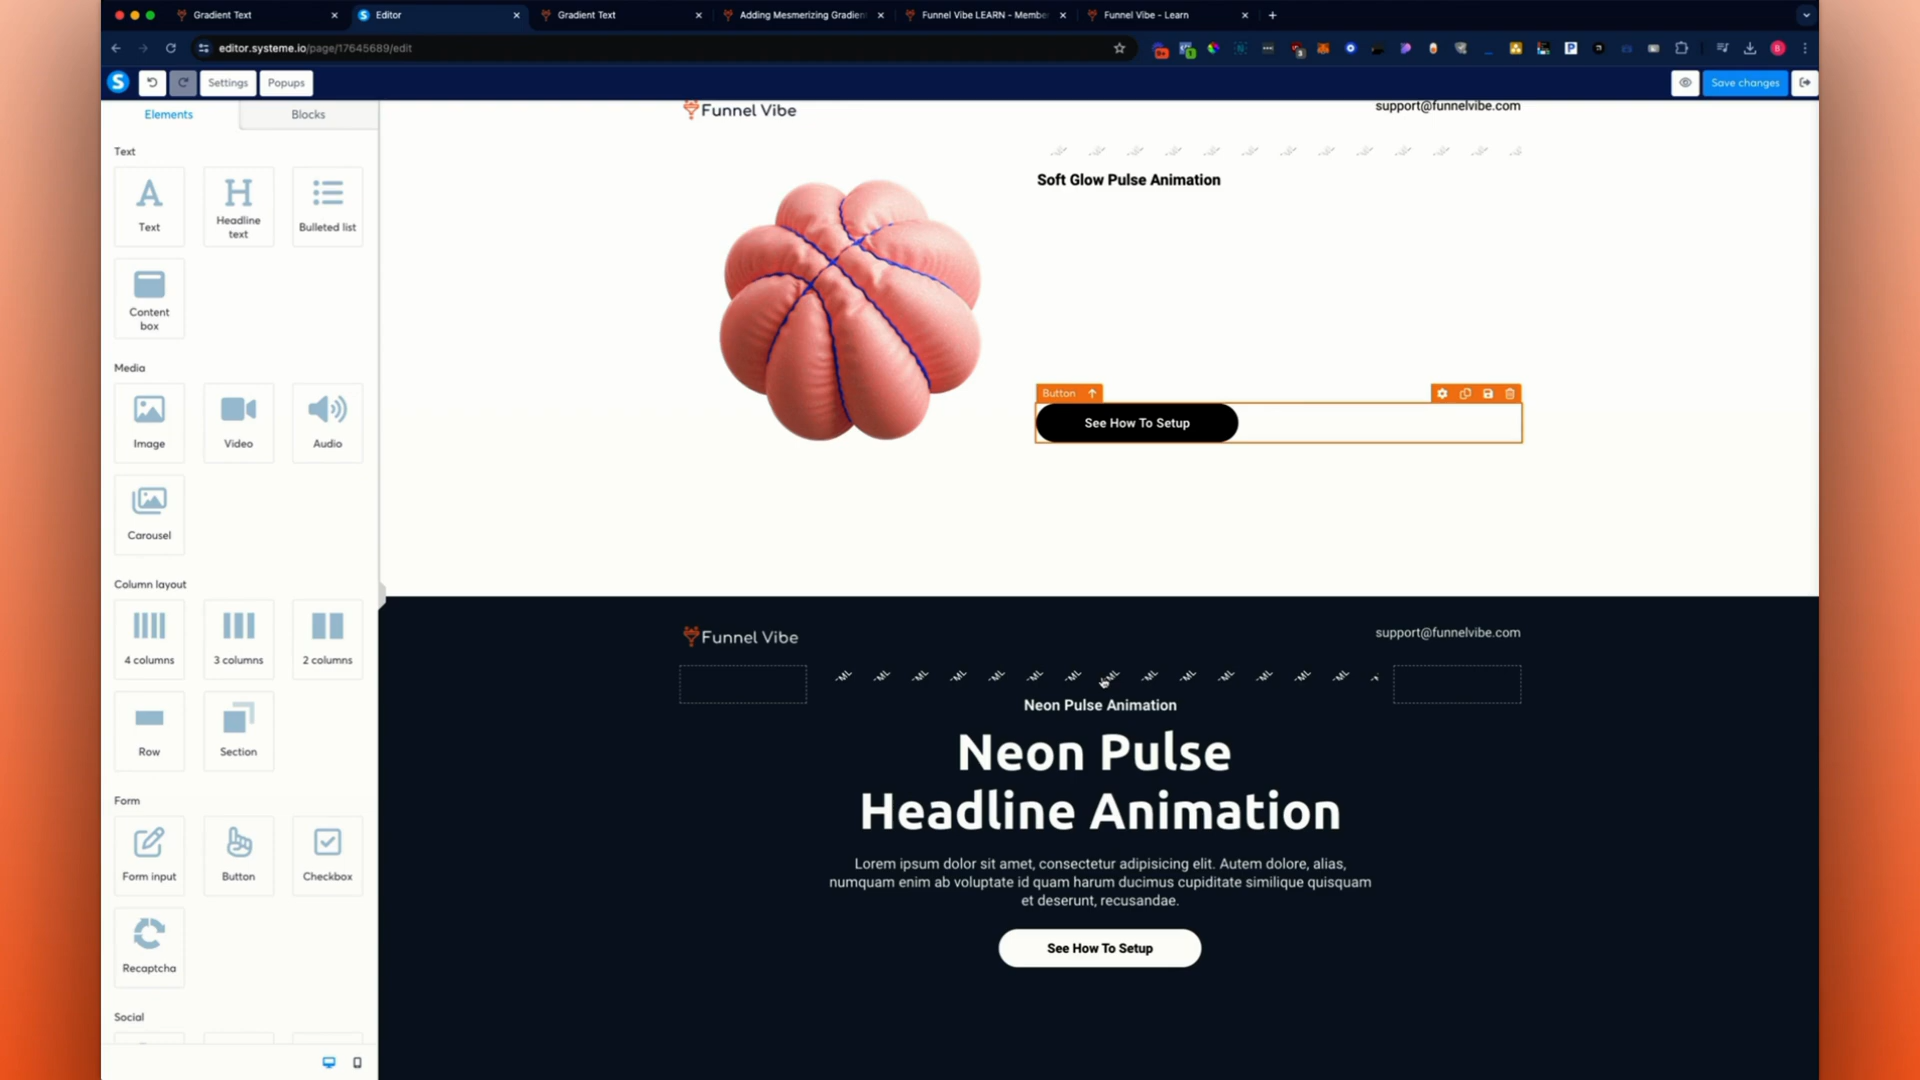 Gradient Text
Editor
Gradient Text
Adding Mesmerizing Gradien
Funnel Vibe LEARN - Membe
Funnel Vibe - Learn
editor.systeme.io/page/17645689/edit
S
Settings
Popups
Save changes
Elements
Blocks
Text
Text
Headline
text
Bulleted list
Content
box
Media
Image
Video
Audio
Carousel
Column layout
4 columns
3 columns
2 columns
Row
Section
Form
Form input
Button
Checkbox
Recaptcha
Social
Funnel Vibe
support@funnelvibe.com
Soft Glow Pulse Animation
Button
See How To Setup
Funnel Vibe
support@funnelvibe.com
Neon Pulse Animation
Neon Pulse
Headline Animation
Lorem ipsum dolor sit amet, consectetur adipisicing elit. Autem dolore, alias,
numquam enim ab voluptate id quam harum ducimus cupiditate similique quisquam
et deserunt, recusandae.
See How To Setup